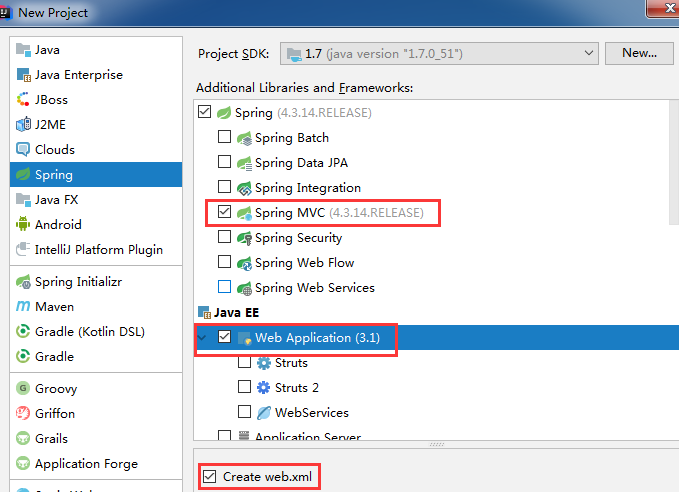 New Project
Java
Java Enterprise
JBoss
J2ME
Clouds
Spring
Java FX
Android
IntelliJ Platform Plugin
Spring Initializr
Maven
Gradle (Kotlin DSL)
Gradle
Groovy
Griffon
Grails
Application Forge
Project SDK:
1.7 (java version "1.7.0_51")
New...
Additional Libraries and Frameworks:
Spring (4.3.14.RELEASE)
Spring Batch
Spring Data JPA
Spring Integration
Spring MVC (4.3.14.RELEASE)
Spring Security
Spring Web Flow
Spring Web Services
Java EE
Web Application (3.1)
Struts
Struts 2
WebServices
Application Server
Create web.xml